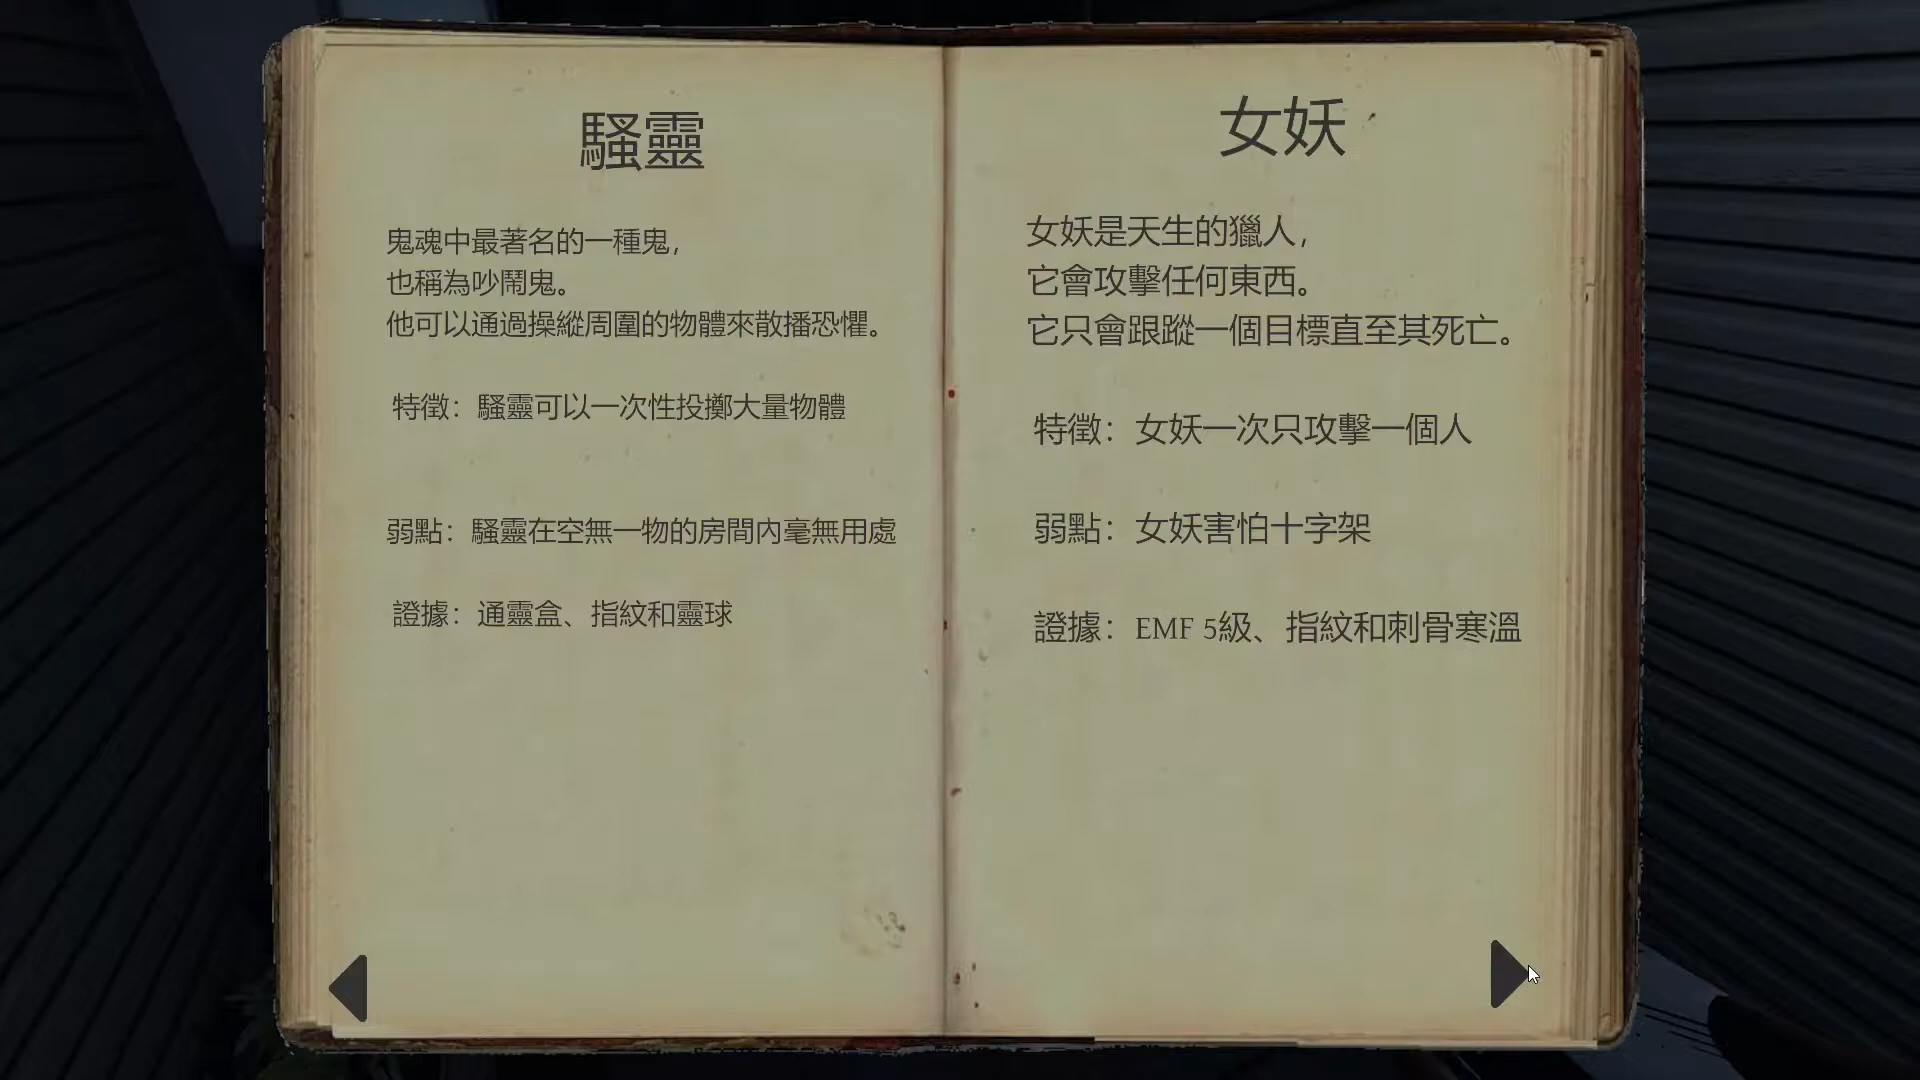 騷靈
鬼魂中最著名的一種鬼，
也稱為吵鬧鬼。
他可以通過操縱周圍的物體來散播恐懼。
特徵：騷靈可以一次性投擲大量物體
弱點：騷靈在空無一物的房間內毫無用處
證據：通靈盒、指紋和靈球
女妖
女妖是天生的獵人，
它會攻擊任何東西。
它只會跟蹤一個目標直至其死亡。
特徵：女妖一次只攻擊一個人
弱點：女妖害怕十字架
證據：EMF 5級、指紋和刺骨寒溫